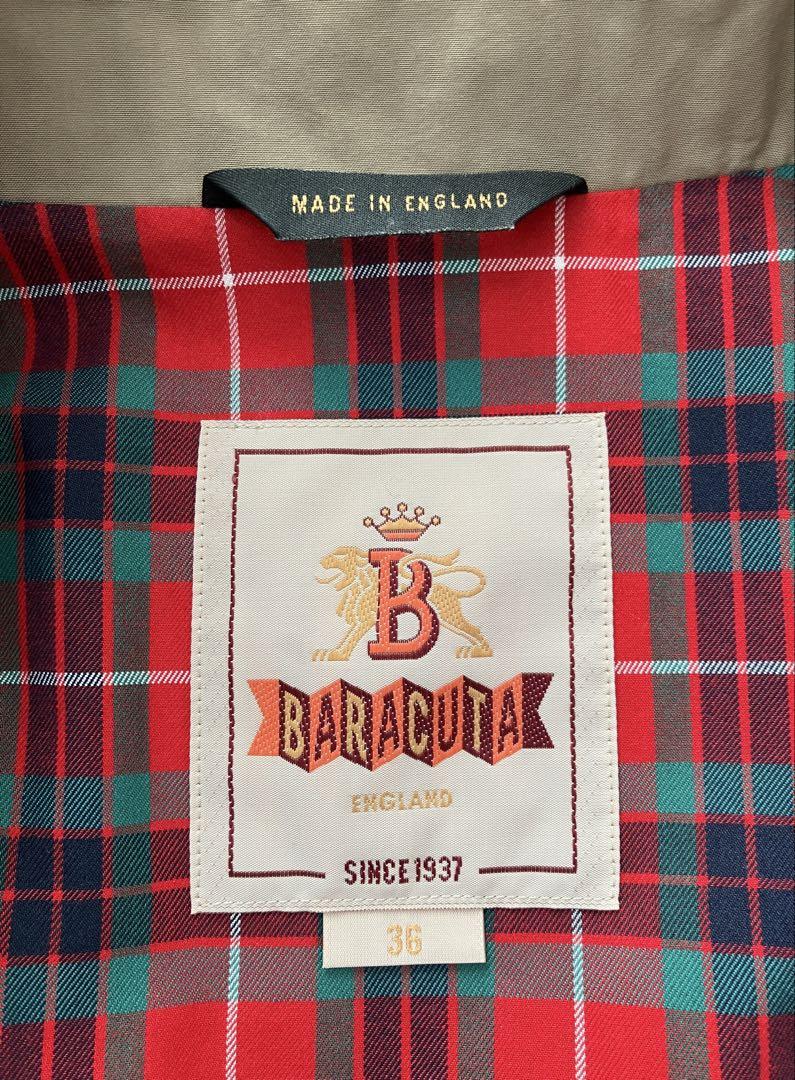 MADE IN ENGLAND
B
BARACUTA
ENGLAND
SINCE 1937
36